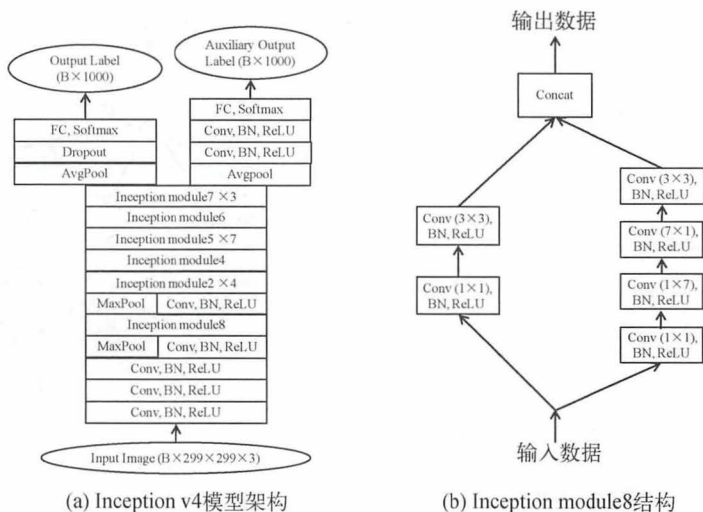 Output Label
(B×1000)
Auxiliary Output
Label (B×1000)
FC, Softmax
Dropout
AvgPool
FC, Softmax
Conv, BN, ReLU
Conv, BN, ReLU
Avgpool
Inception module7 ×3
Inception module6
Inception module5 ×7
Inception module4
Inception module2 ×4
MaxPool
Conv, BN, ReLU
Inception module8
MaxPool
Conv, BN, ReLU
Conv, BN, ReLU
Conv, BN, ReLU
Conv, BN, ReLU
Input Image (B×299×299×3)
(a) Inception v4模型架构
输出数据
Concat
Conv (3×3),
BN, ReLU
Conv (1×1),
BN, ReLU
Conv (3×3),
BN, ReLU
Conv (7×1),
BN, ReLU
Conv (1×7),
BN, ReLU
Conv (1×1),
BN, ReLU
输入数据
(b) Inception module8结构